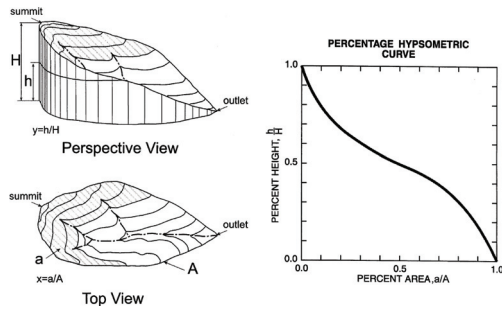 summit
H
h
outlet
y=h/H
Perspective View
summit
outlet
a
A
x=a/A
Top View
PERCENTAGE HYPSOMETRIC
CURVE
1.0
0.5
0.0
PERCENT HEIGHT, h/H
0.0
0.5
1.0
PERCENT AREA, a/A